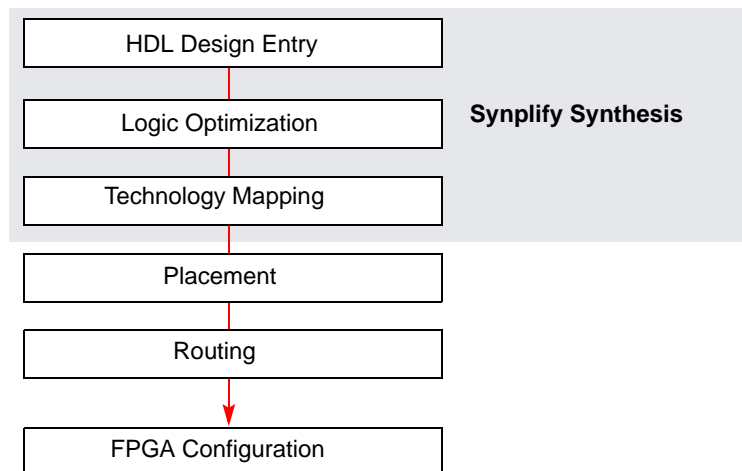 HDL Design Entry
Logic Optimization
Synplify Synthesis
Technology Mapping
Placement
Routing
FPGA Configuration